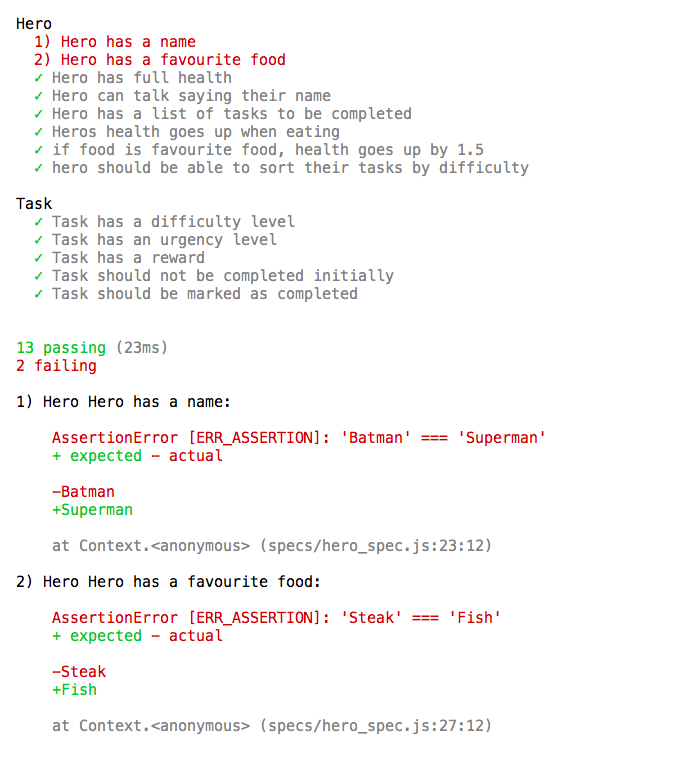 Hero
1) Hero has a name
2) Hero has a favourite food
✓ Hero has full health
✓ Hero can talk saying their name
✓ Hero has a list of tasks to be completed
✓ Heros health goes up when eating
✓ if food is favourite food, health goes up by 1.5
✓ hero should be able to sort their tasks by difficulty
Task
✓ Task has a difficulty level
✓ Task has an urgency level
✓ Task has a reward
✓ Task should not be completed initially
✓ Task should be marked as completed
13 passing (23ms)
2 failing
1) Hero Hero has a name:
AssertionError [ERR_ASSERTION]: 'Batman' === 'Superman'
+ expected - actual
-Batman
+Superman
at Context.<anonymous> (specs/hero_spec.js:23:12)
2) Hero Hero has a favourite food:
AssertionError [ERR_ASSERTION]: 'Steak' === 'Fish'
+ expected - actual
-Steak
+Fish
at Context.<anonymous> (specs/hero_spec.js:27:12)